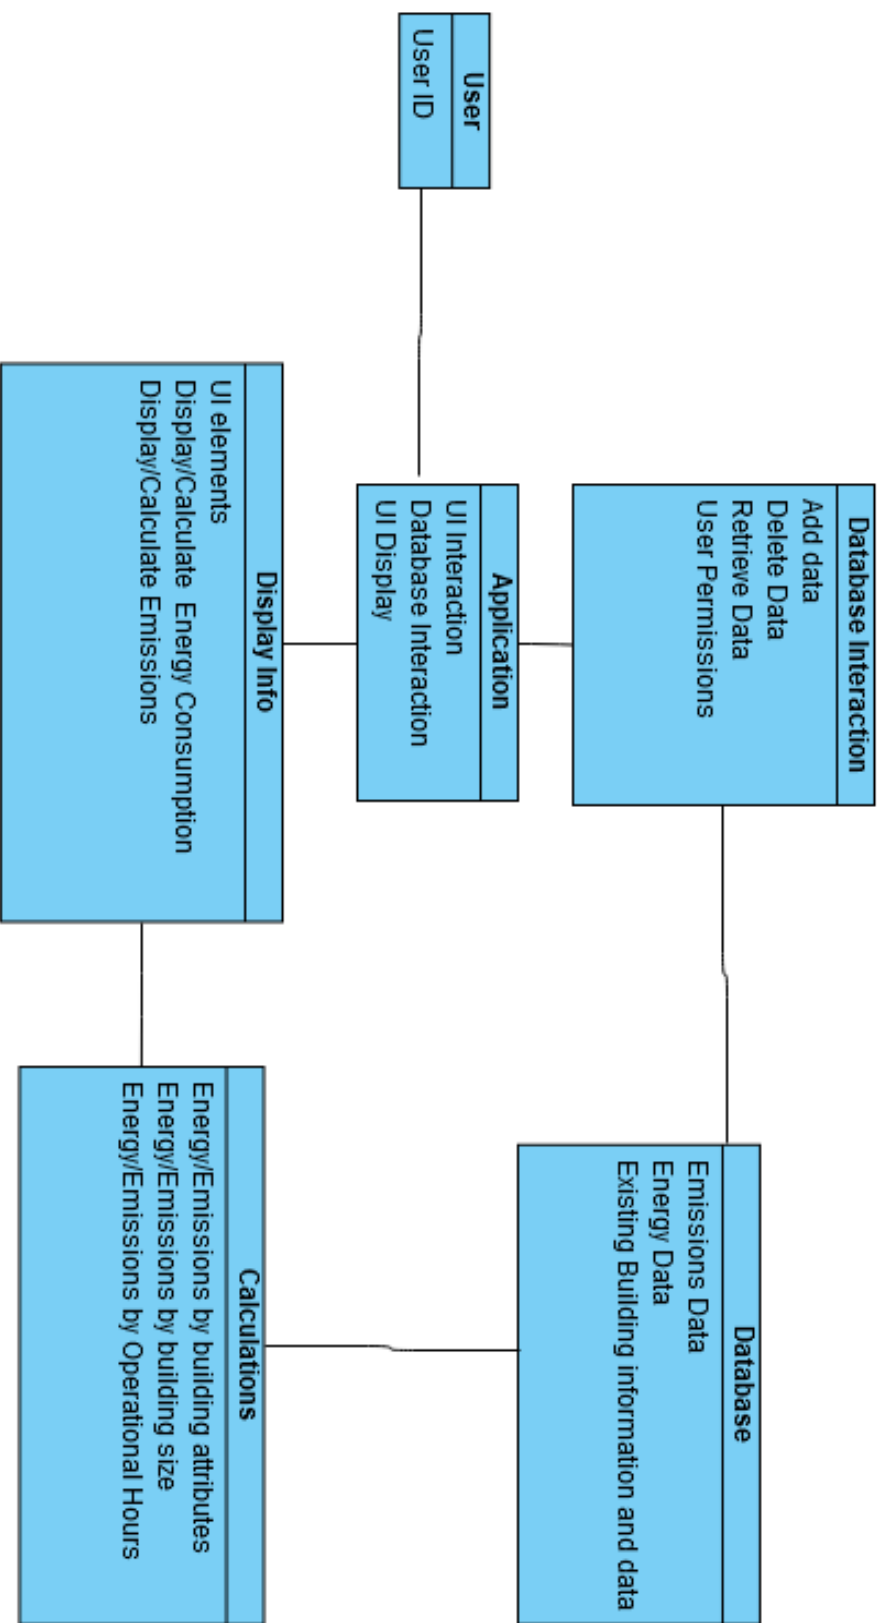 User
User ID
Database Interaction
Add data
Delete Data
Retrieve Data
User Permissions
Application
UI Interaction
Database Interaction
UI Display
Display Info
UI elements
Display/Calculate Energy Consumption
Display/Calculate Emissions
Database
Emissions Data
Energy Data
Existing Building information and data
Calculations
Energy/Emissions by building attributes
Energy/Emissions by building size
Energy/Emissions by Operational Hours